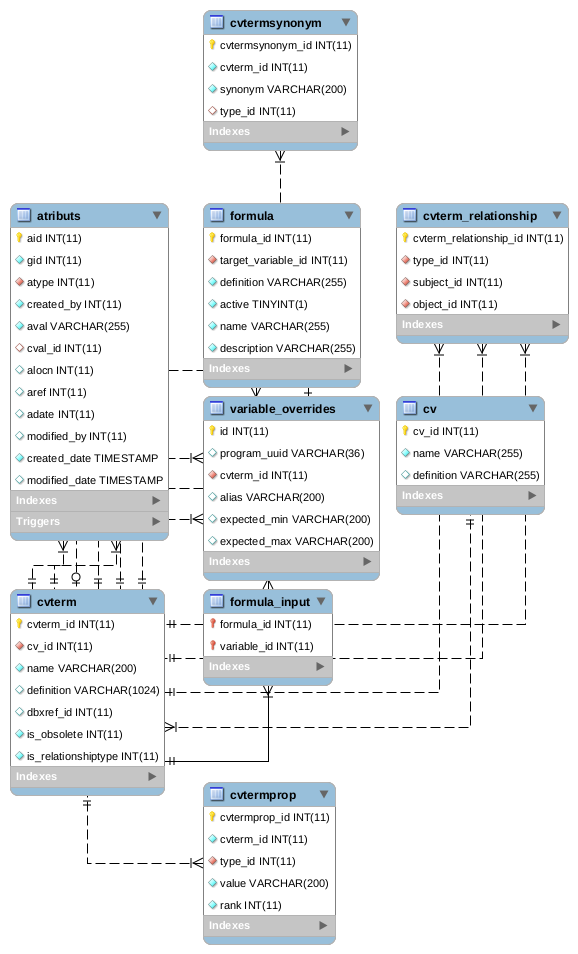 cvtermsynonym
cvtermsynonym_id INT(11)
cvterm_id INT(11)
synonym VARCHAR(200)
type_id INT(11)
Indexes
atributs
aid INT(11)
gid INT(11)
atype INT(11)
created_by INT(11)
aval VARCHAR(255)
cval_id INT(11)
alocn INT(11)
aref INT(11)
adate INT(11)
modified_by INT(11)
created_date TIMESTAMP
modified_date TIMESTAMP
Indexes
Triggers
formula
formula_id INT(11)
target_variable_id INT(11)
definition VARCHAR(255)
active TINYINT(1)
name VARCHAR(255)
description VARCHAR(255)
Indexes
cvterm_relationship
cvterm_relationship_id INT(11)
type_id INT(11)
subject_id INT(11)
object_id INT(11)
Indexes
variable_overrides
id INT(11)
program_uuid VARCHAR(36)
cvterm_id INT(11)
alias VARCHAR(200)
expected_min VARCHAR(200)
expected_max VARCHAR(200)
Indexes
cv
cv_id INT(11)
name VARCHAR(255)
definition VARCHAR(255)
Indexes
cvterm
cvterm_id INT(11)
cv_id INT(11)
name VARCHAR(200)
definition VARCHAR(1024)
dbxref_id INT(11)
is_obsolete INT(11)
is_relationshiptype INT(11)
Indexes
formula_input
formula_id INT(11)
variable_id INT(11)
Indexes
cvtermprop
cvtermprop_id INT(11)
cvterm_id INT(11)
type_id INT(11)
value VARCHAR(200)
rank INT(11)
Indexes